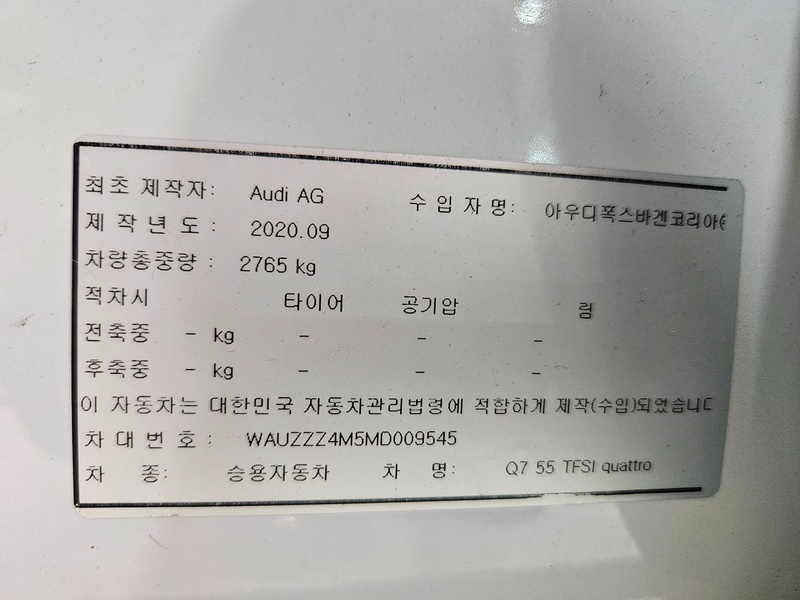 최초 제작자: Audi AG 수 입 자 명: 아우디폭스바겐코리아
제 작 년 도 : 2020.09
차량총중량 : 2765 kg
적차시 타이어 공기압 림
전축중 - kg - - -
후축중 - kg - - -
이 자동차는 대한민국 자동차관리법령에 적합하게 제작(수입)되었습니다
차 대 번 호 : WAUZZZ4M5MD009545
차 종: 승용자동차 차 명: Q7 55 TFSI quattro